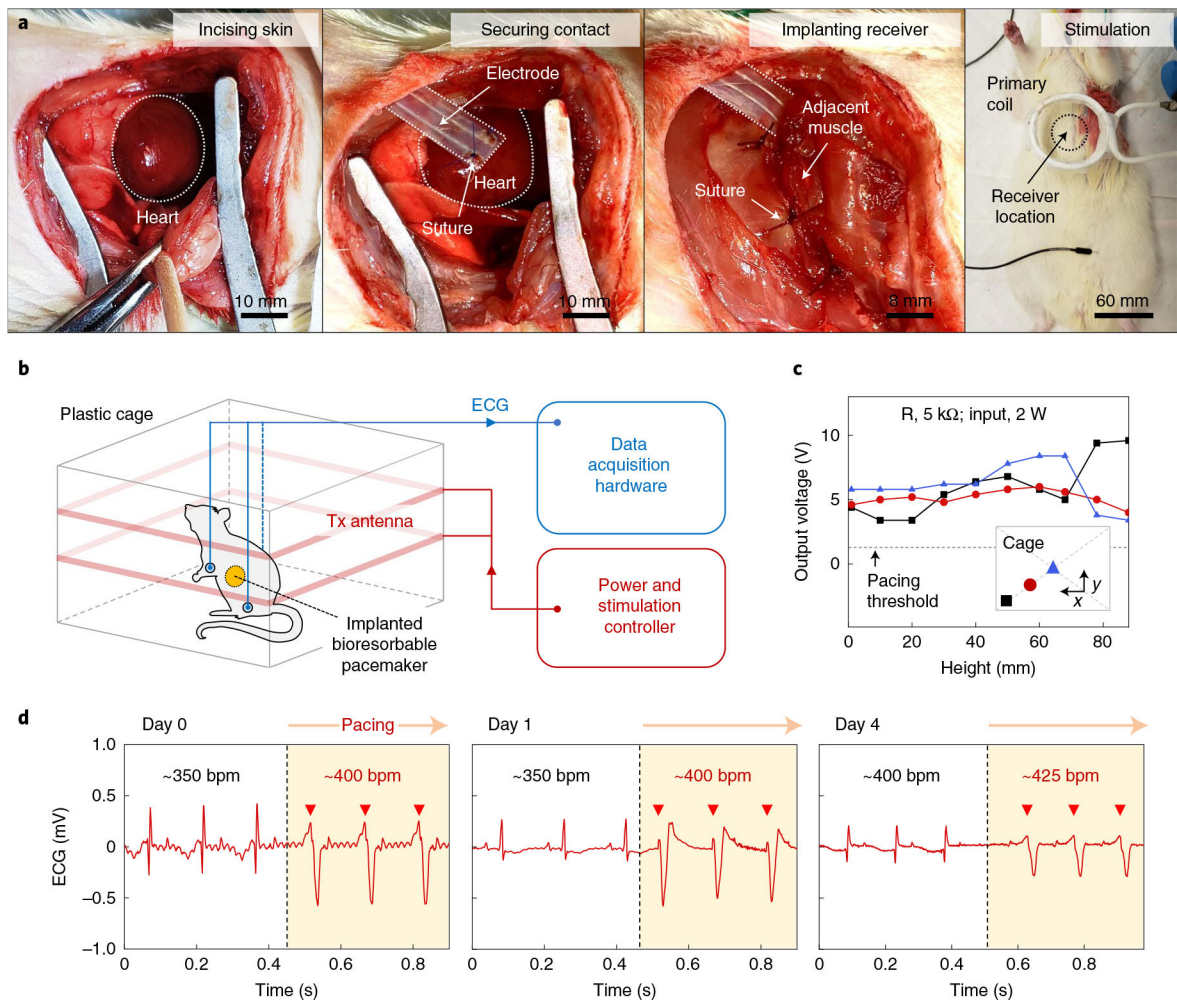 a
Incising skin
Heart
10 mm
Securing contact
Electrode
Heart
Suture
10 mm
Implanting receiver
Adjacent
muscle
Suture
8 mm
Stimulation
Primary
coil
Receiver
location
60 mm
b
Plastic cage
ECG
Data
acquisition
hardware
Tx antenna
Power and
stimulation
controller
Implanted
bioresorbable
pacemaker
c
R, 5 kΩ; input, 2 W
Output voltage (V)
10
5
0
Pacing
threshold
Cage
y
x
0 20 40 60 80
Height (mm)
d
Day 0
Pacing
Day 1
Day 4
ECG (mV)
1.0
0.5
0
–0.5
–1.0
~350 bpm
~400 bpm
0 0.2 0.4 0.6 0.8
Time (s)
~350 bpm
~400 bpm
0 0.2 0.4 0.6 0.8
Time (s)
~400 bpm
~425 bpm
0 0.2 0.4 0.6 0.8
Time (s)